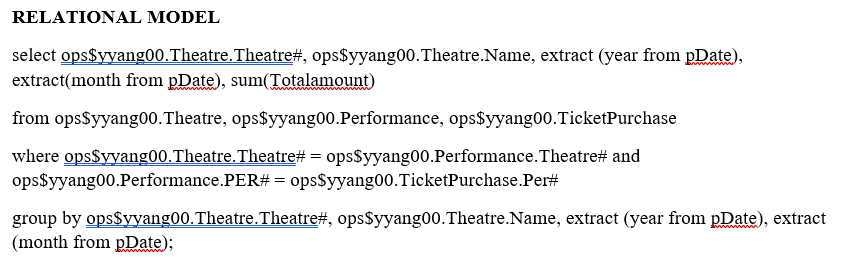 RELATIONAL MODEL
select ops$yyang00.Theatre.Theatre#, ops$yyang00.Theatre.Name, extract (year from pDate),
extract(month from pDate), sum(Totalamount)
from ops$yyang00.Theatre, ops$yyang00.Performance, ops$yyang00.TicketPurchase
where ops$yyang00.Theatre.Theatre# = ops$yyang00.Performance.Theatre# and
ops$yyang00.Performance.PER# = ops$yyang00.TicketPurchase.Per#
group by ops$yyang00.Theatre.Theatre#, ops$yyang00.Theatre.Name, extract (year from pDate), extract
(month from pDate);